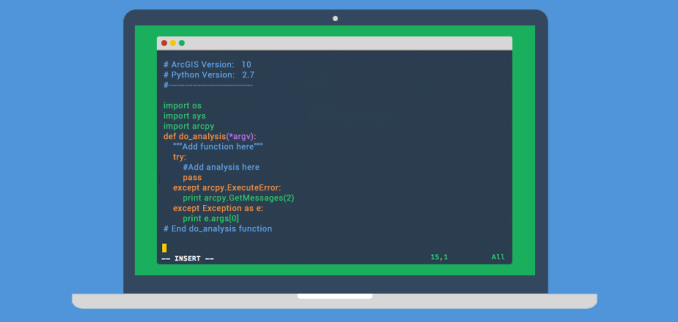 # ArcGIS Version:   10
# Python Version:   2.7
#------------------------
import os
import sys
import arcpy
def do_analysis(*argv):
"""Add function here"""
try:
#Add analysis here
pass
except arcpy.ExecuteError:
print arcpy.GetMessages(2)
except Exception as e:
print e.args[0]
# End do_analysis function
-- INSERT -- 15,1 All